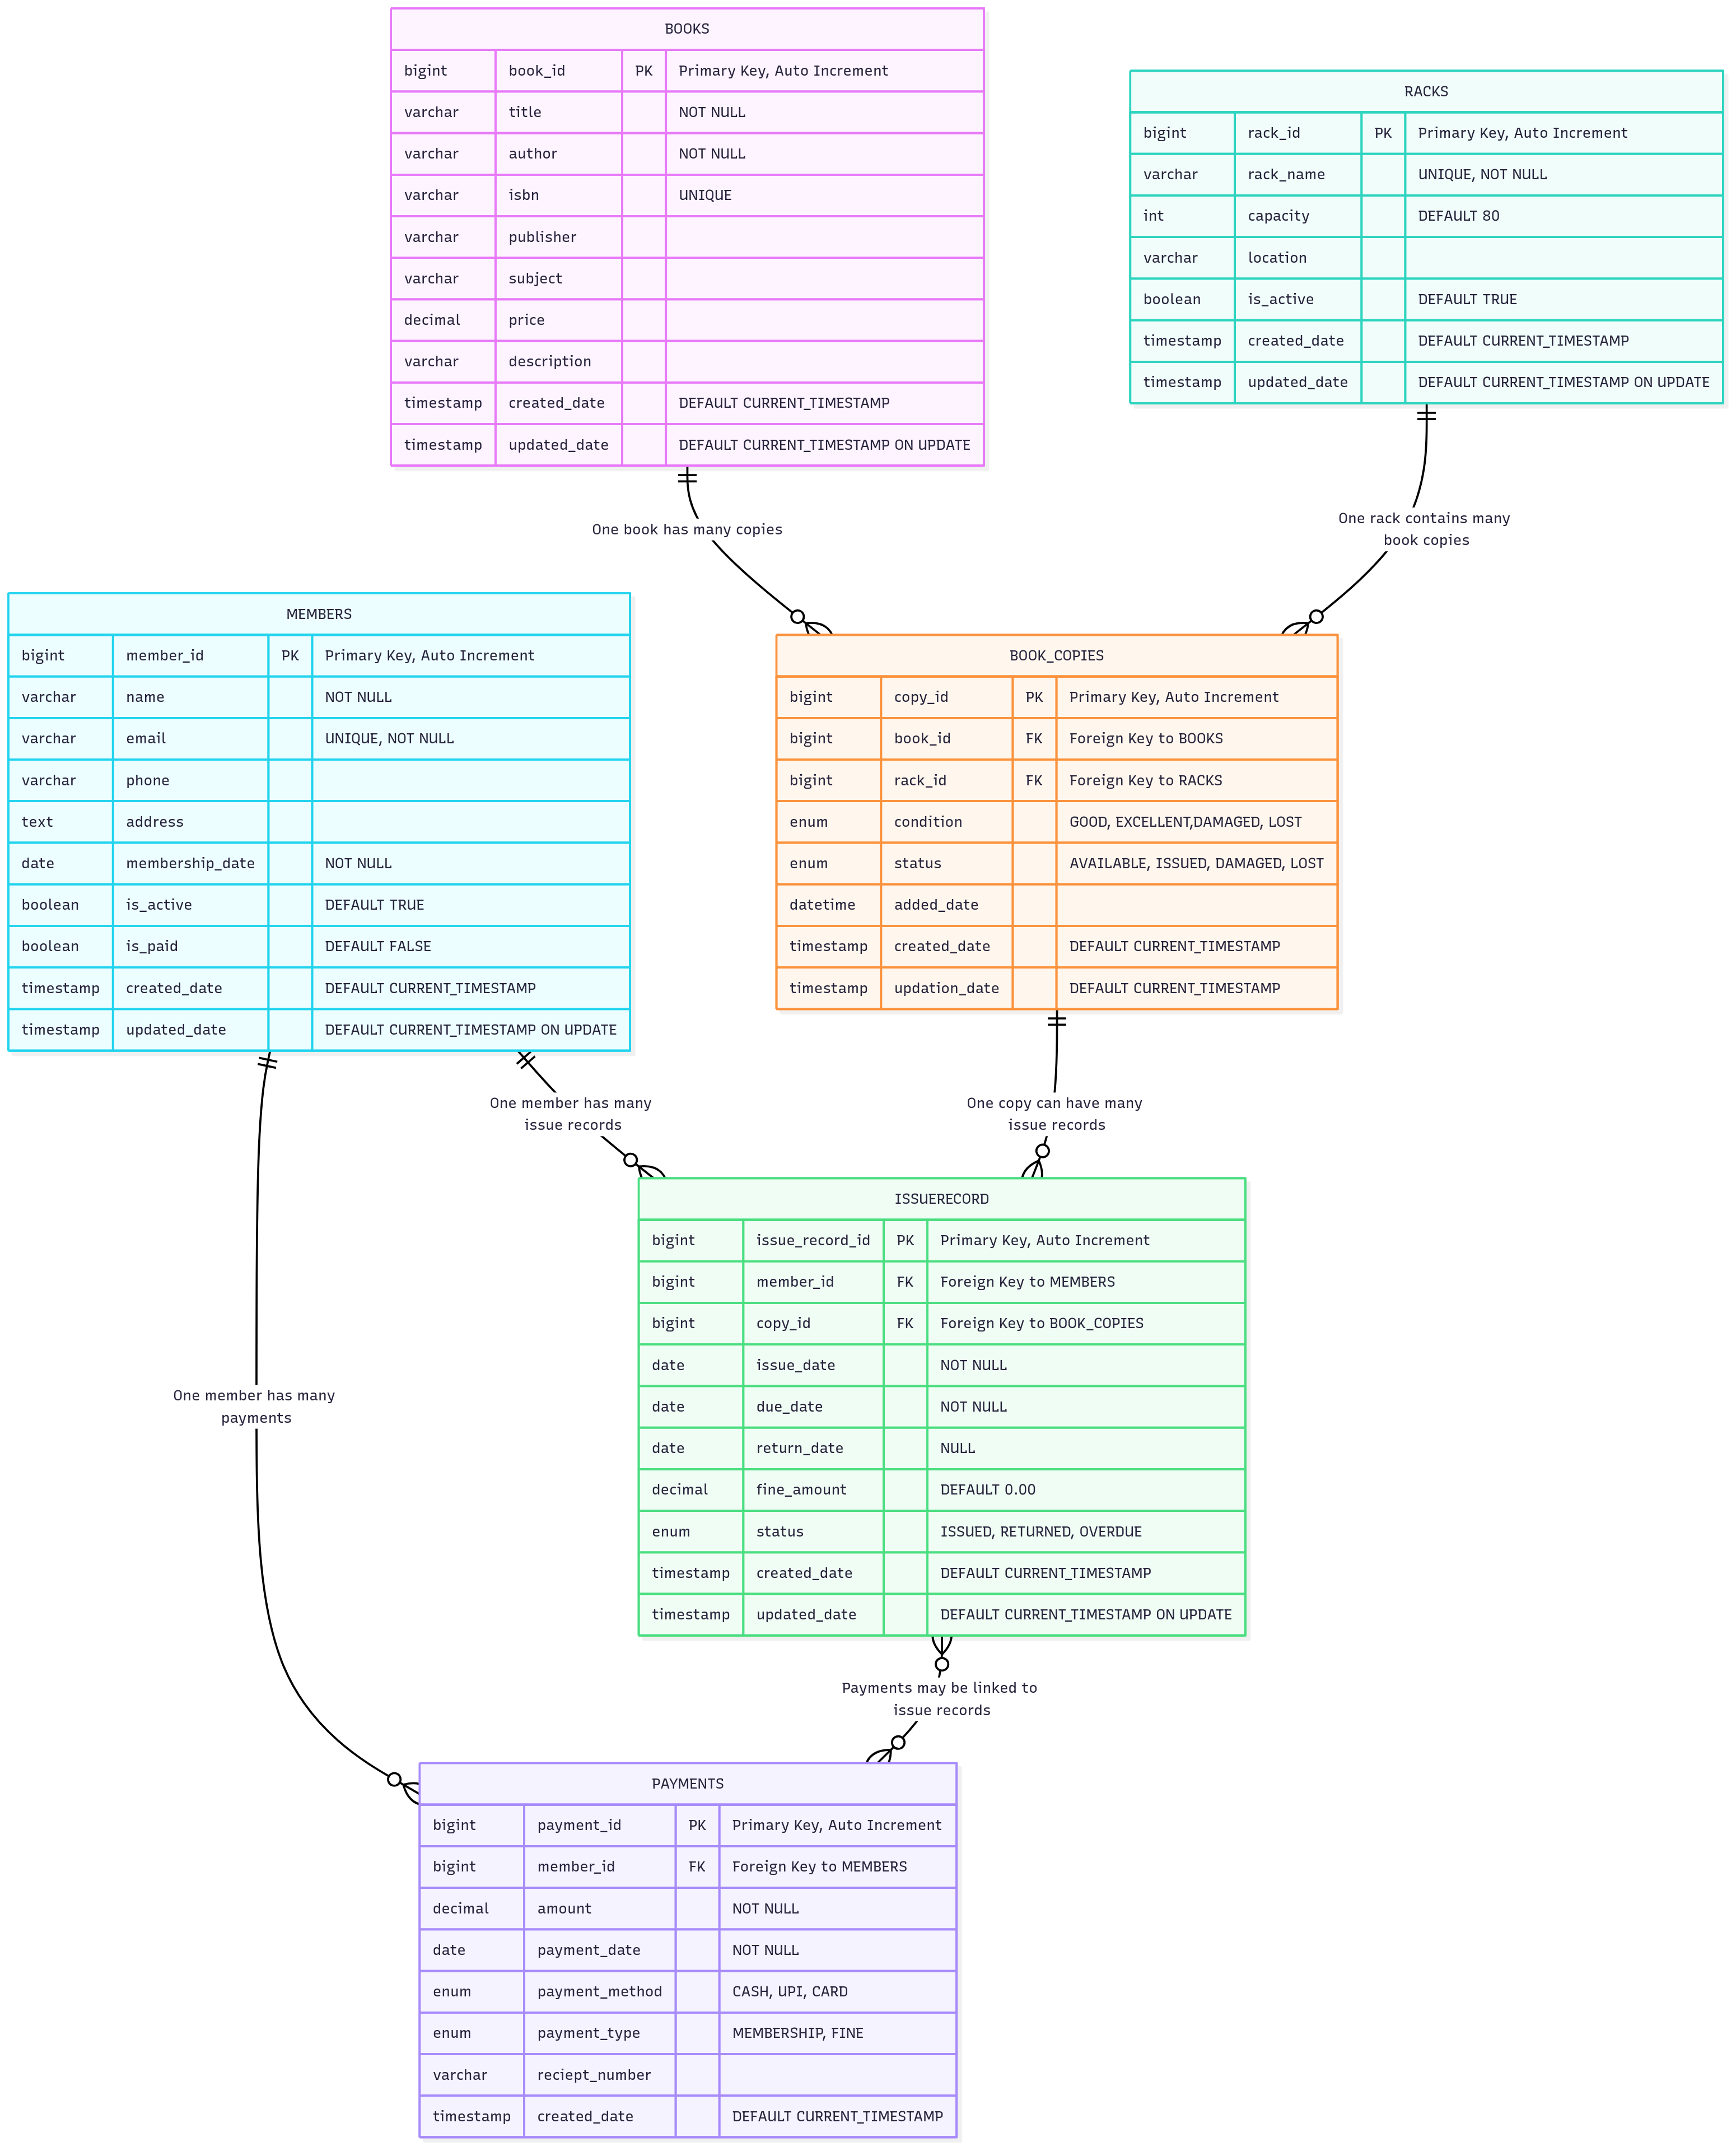 BOOKS
bigint book_id PK Primary Key, Auto Increment
varchar title NOT NULL
varchar author NOT NULL
varchar isbn UNIQUE
varchar publisher
varchar subject
decimal price
varchar description
timestamp created_date DEFAULT CURRENT_TIMESTAMP
timestamp updated_date DEFAULT CURRENT_TIMESTAMP ON UPDATE
RACKS
bigint rack_id PK Primary Key, Auto Increment
varchar rack_name UNIQUE, NOT NULL
int capacity DEFAULT 80
varchar location
boolean is_active DEFAULT TRUE
timestamp created_date DEFAULT CURRENT_TIMESTAMP
timestamp updated_date DEFAULT CURRENT_TIMESTAMP ON UPDATE
One book has many copies
One rack contains many
book copies
MEMBERS
bigint member_id PK Primary Key, Auto Increment
varchar name NOT NULL
varchar email UNIQUE, NOT NULL
varchar phone
text address
date membership_date NOT NULL
boolean is_active DEFAULT TRUE
boolean is_paid DEFAULT FALSE
timestamp created_date DEFAULT CURRENT_TIMESTAMP
timestamp updated_date DEFAULT CURRENT_TIMESTAMP ON UPDATE
BOOK_COPIES
bigint copy_id PK Primary Key, Auto Increment
bigint book_id FK Foreign Key to BOOKS
bigint rack_id FK Foreign Key to RACKS
enum condition GOOD, EXCELLENT,DAMAGED, LOST
enum status AVAILABLE, ISSUED, DAMAGED, LOST
datetime added_date
timestamp created_date DEFAULT CURRENT_TIMESTAMP
timestamp updation_date DEFAULT CURRENT_TIMESTAMP
One member has many
issue records
One copy can have many
issue records
ISSUERECORD
bigint issue_record_id PK Primary Key, Auto Increment
bigint member_id FK Foreign Key to MEMBERS
bigint copy_id FK Foreign Key to BOOK_COPIES
date issue_date NOT NULL
date due_date NOT NULL
date return_date NULL
decimal fine_amount DEFAULT 0.00
enum status ISSUED, RETURNED, OVERDUE
timestamp created_date DEFAULT CURRENT_TIMESTAMP
timestamp updated_date DEFAULT CURRENT_TIMESTAMP ON UPDATE
One member has many
payments
Payments may be linked to
issue records
PAYMENTS
bigint payment_id PK Primary Key, Auto Increment
bigint member_id FK Foreign Key to MEMBERS
decimal amount NOT NULL
date payment_date NOT NULL
enum payment_method CASH, UPI, CARD
enum payment_type MEMBERSHIP, FINE
varchar reciept_number
timestamp created_date DEFAULT CURRENT_TIMESTAMP